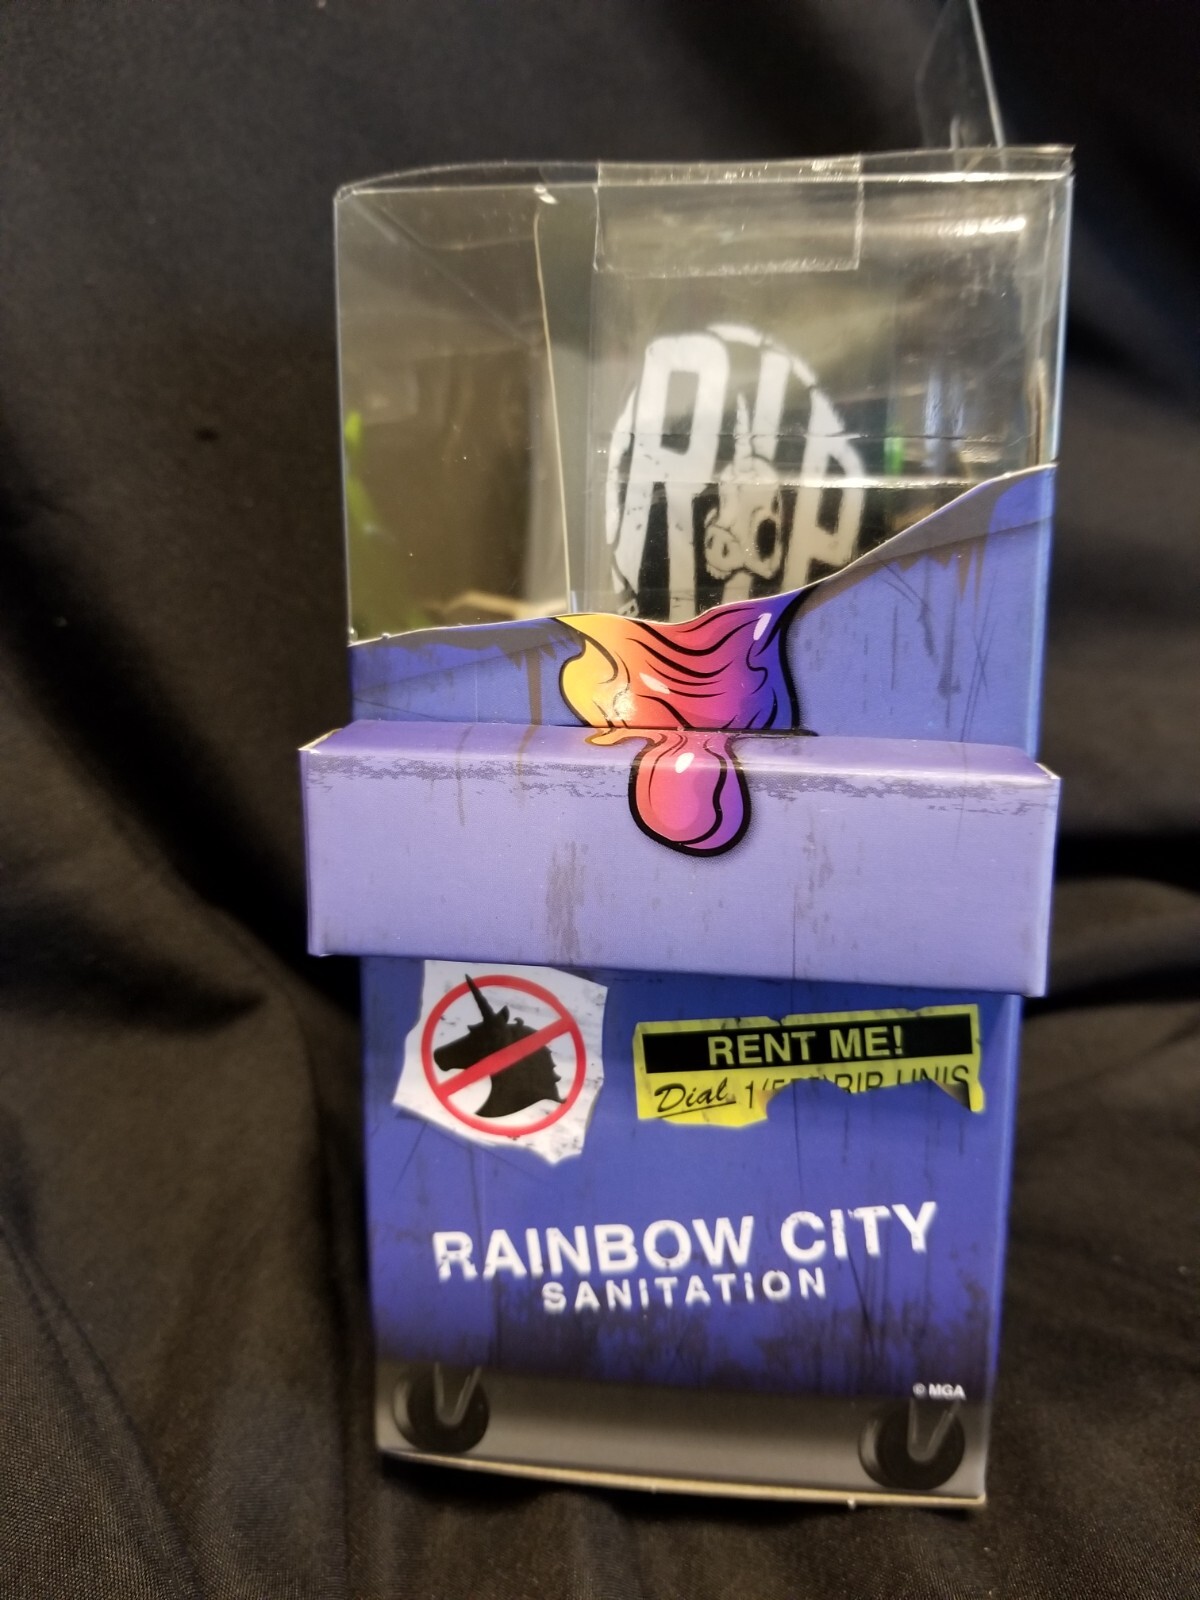 RIP
RENT ME!
Dial
RAINBOW CITY
SANITATION
© MGA